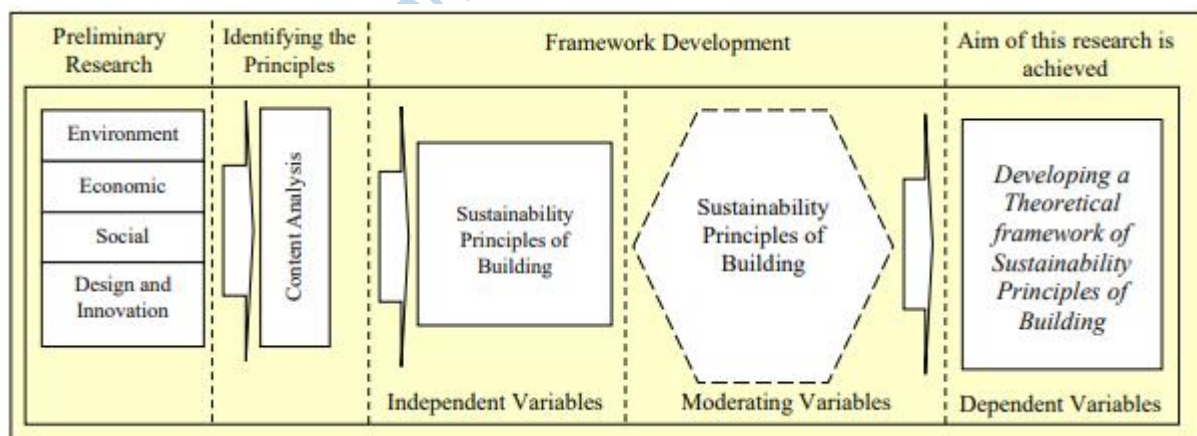 Preliminary
Research
Identifying the
Principles
Framework Development
Aim of this research is
achieved
Environment
Economic
Social
Design and
Innovation
Content Analysis
Sustainability
Principles of
Building
Sustainability
Principles of
Building
Developing a
Theoretical
framework of
Sustainability
Principles of
Building
Independent Variables
Moderating Variables
Dependent Variables